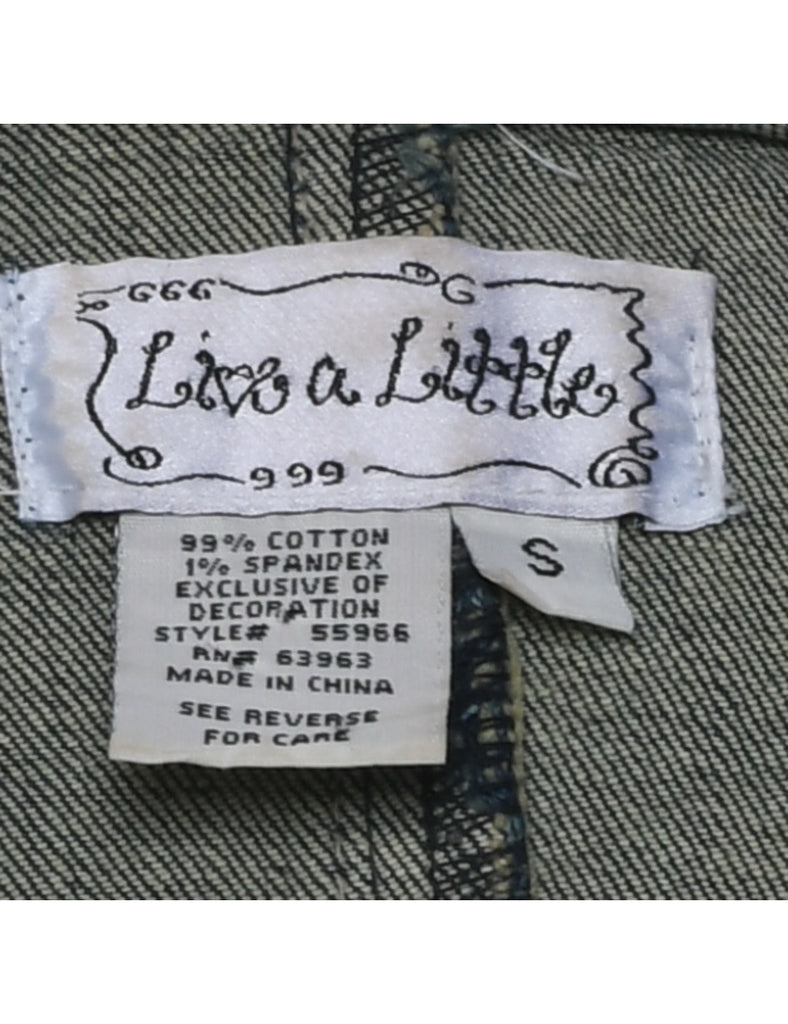 Live a Little
99% COTTON
1% SPANDEX
EXCLUSIVE OF
DECORATION
STYLE# 55966
RN# 63963
MADE IN CHINA
SEE REVERSE
FOR CARE
S